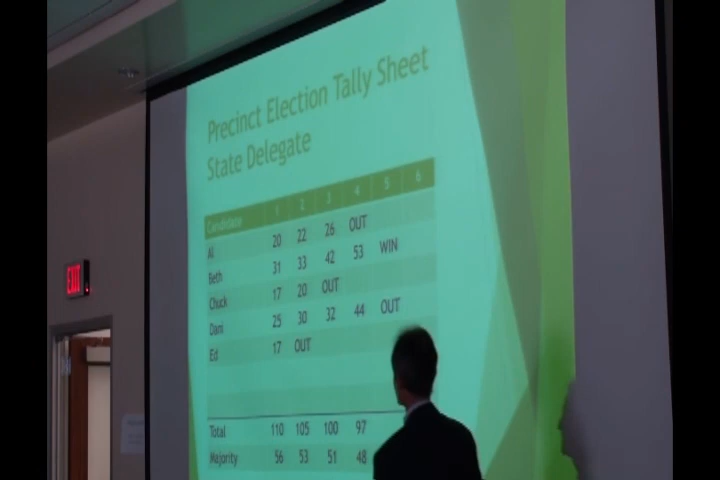 Precinct Election Tally Sheet
State Delegate
Candidate 1 2 3 4 5 6
Al 20 22 26 OUT
Beth 31 33 42 53 WIN
Chuck 17 20 OUT
Dani 25 30 32 44 OUT
Ed 17 OUT
Total 110 105 100 97
Majority 56 53 51 48
EXIT